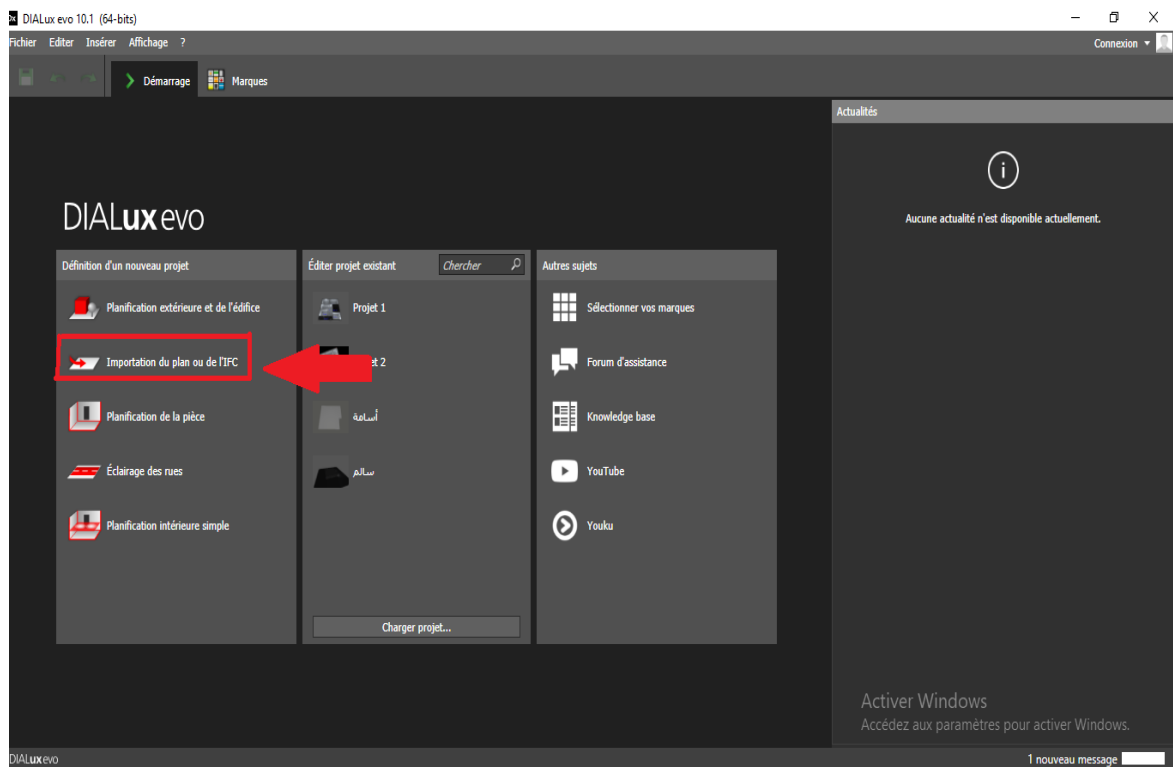 DIALux evo 10.1 (64-bits)
Fichier Editer Insérer Affichage ?
Connexion
Démarrage
Marques
Actualités
Aucune actualité n'est disponible actuellement.
DIALux evo
Définition d'un nouveau projet
Planification extérieure et de l'édifice
Importation du plan ou de l'IFC
Planification de la pièce
Éclairage des rues
Planification intérieure simple
Éditer projet existant
Chercher
Projet 1
et 2
أسامة
سالم
Charger projet...
Autres sujets
Sélectionner vos marques
Forum d'assistance
Knowledge base
YouTube
Youku
Activer Windows
Accédez aux paramètres pour activer Windows.
DIALux evo
1 nouveau message